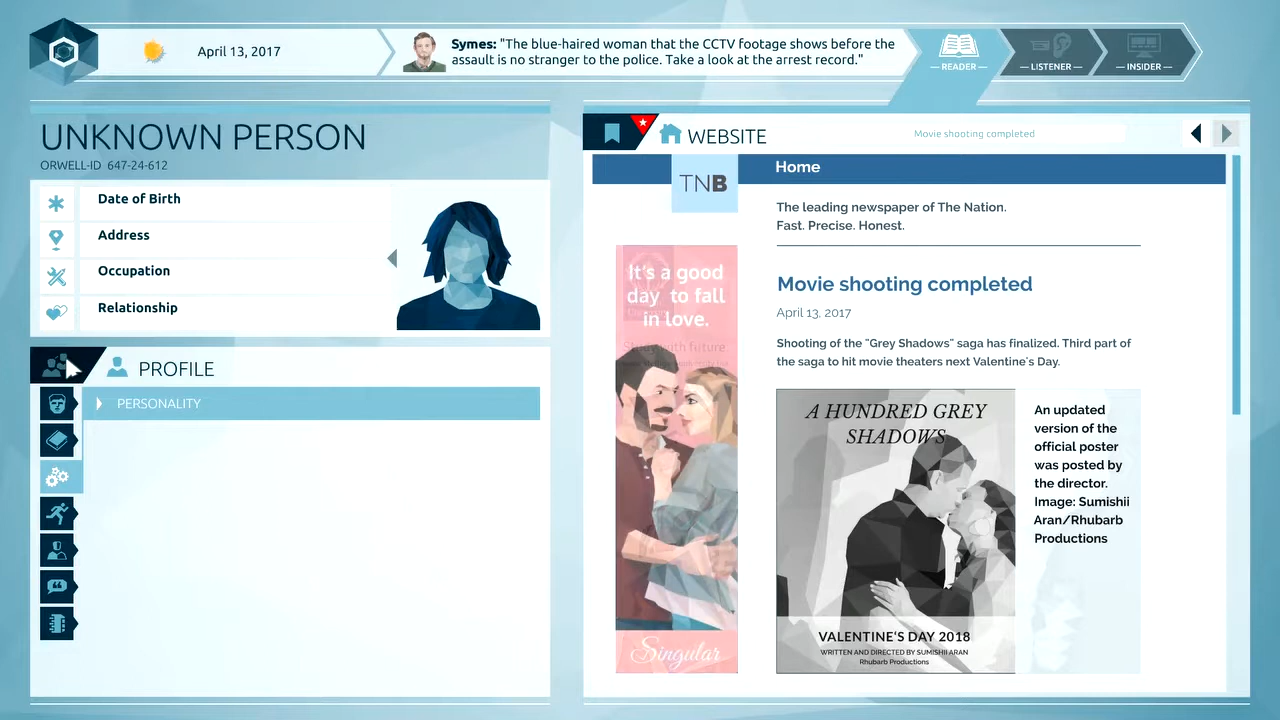 April 13, 2017
Symes: "The blue-haired woman that the CCTV footage shows before the
assault is no stranger to the police. Take a look at the arrest record."
— READER —
— LISTENER —
— INSIDER —
UNKNOWN PERSON
ORWELL-ID 647-24-612
Date of Birth
Address
Occupation
Relationship
PROFILE
PERSONALITY
WEBSITE
Movie shooting completed
TNB
Home
The leading newspaper of The Nation.
Fast. Precise. Honest.
It's a good
day to fall
in love.
Singular
Movie shooting completed
April 13, 2017
Shooting of the "Grey Shadows" saga has finalized. Third part of
the saga to hit movie theaters next Valentine's Day.
A HUNDRED GREY
SHADOWS
VALENTINE'S DAY 2018
WRITTEN AND DIRECTED BY SUMISHII ARAN
Rhubarb Productions
An updated
version of the
official poster
was posted by
the director.
Image: Sumishii
Aran/Rhubarb
Productions